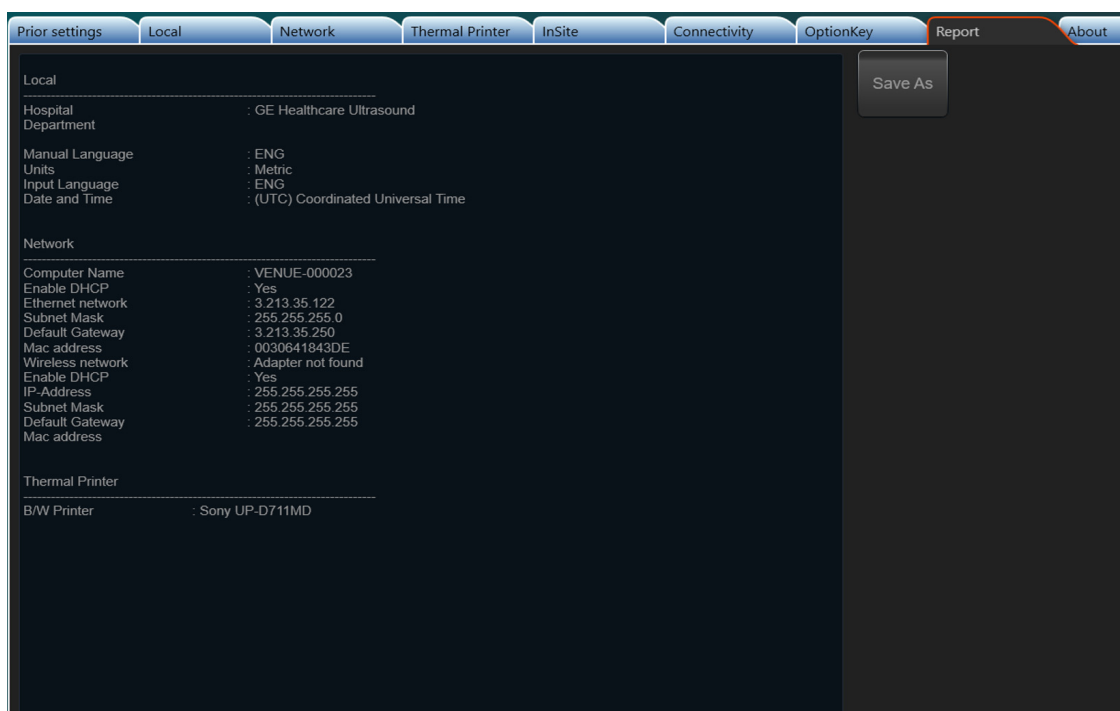 Prior settings Local Network Thermal Printer InSite Connectivity OptionKey Report About
Save As
Local
--------------------------------------------------------------------------------
Hospital : GE Healthcare Ultrasound
Department
Manual Language : ENG
Units : Metric
Input Language : ENG
Date and Time : (UTC) Coordinated Universal Time
Network
--------------------------------------------------------------------------------
Computer Name : VENUE-000023
Enable DHCP : Yes
Ethernet network : 3.213.35.122
Subnet Mask : 255.255.255.0
Default Gateway : 3.213.35.250
Mac address : 0030641843DE
Wireless network : Adapter not found
Enable DHCP : Yes
IP-Address : 255.255.255.255
Subnet Mask : 255.255.255.255
Default Gateway : 255.255.255.255
Mac address
Thermal Printer
--------------------------------------------------------------------------------
B/W Printer : Sony UP-D711MD